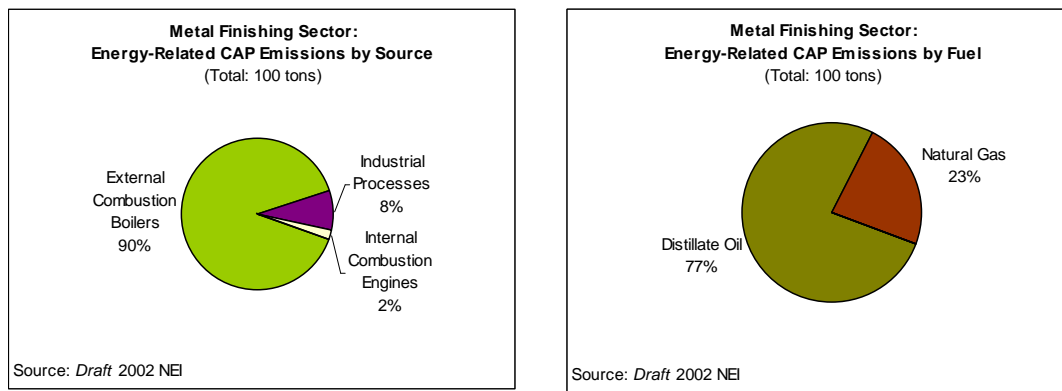 Metal Finishing Sector:
Energy-Related CAP Emissions by Source
(Total: 100 tons)
External
Combustion
Boilers
90%
Industrial
Processes
8%
Internal
Combustion
Engines
2%
Source: Draft 2002 NEI
Metal Finishing Sector:
Energy-Related CAP Emissions by Fuel
(Total: 100 tons)
Natural Gas
23%
Distillate Oil
77%
Source: Draft 2002 NEI